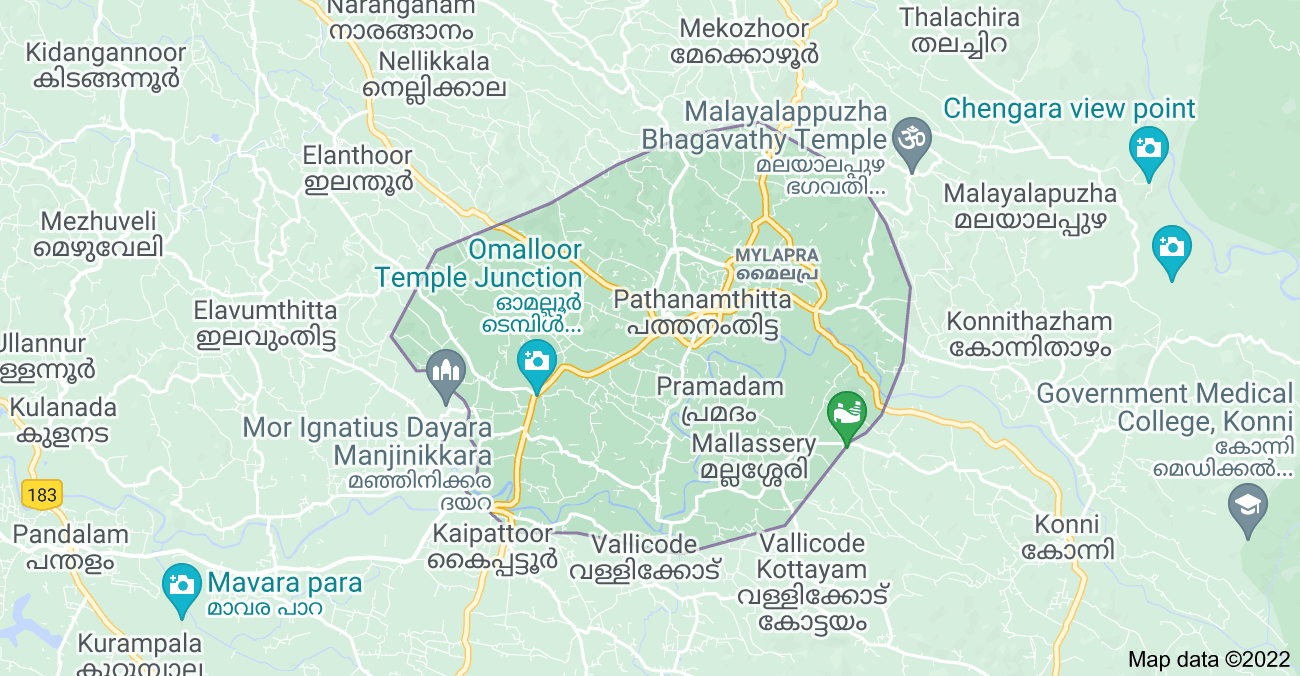 Naranganam
നാരങ്ങാനം
Mekozhoor
മേക്കൊഴൂർ
Thalachira
തലച്ചിറ
Kidangannoor
കിടങ്ങന്നൂർ
Nellikkala
നെല്ലിക്കാല
Malayalappuzha
Bhagavathy Temple
മലയാലപ്പുഴ
ഭഗവതി...
Chengara view point
Elanthoor
ഇലന്തൂർ
Malayalapuzha
മലയാലപ്പുഴ
Mezhuveli
മെഴുവേലി
Omalloor
Temple Junction
ഓമല്ലൂർ
ടെമ്പിൾ...
MYLAPRA
മൈലപ്ര
Elavumthitta
ഇലവുംതിട്ട
Pathanamthitta
പത്തനംതിട്ട
Konnithazham
കോന്നിതാഴം
Ullannur
ള്ളന്നൂർ
Pramadam
പ്രമദം
Government Medical
College, Konni
കോന്നി
മെഡിക്കൽ...
Kulanada
കുളനട
Mor Ignatius Dayara
Manjinikkara
മഞ്ഞിനിക്കര
ദയറ
Mallassery
മല്ലശ്ശേരി
183
Pandalam
പന്തളം
Kaipattoor
കൈപ്പട്ടൂർ
Vallicode
വള്ളിക്കോട്
Vallicode
Kottayam
വള്ളിക്കോട്
കോട്ടയം
Konni
കോന്നി
Mavara para
മാവര പാറ
Kurampala
കുറുമ്പാല
Map data ©2022